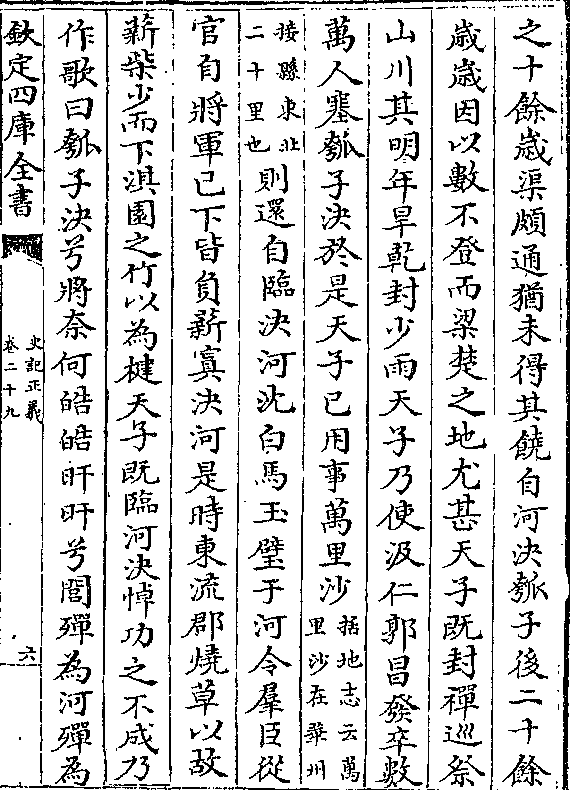 之十餘歲渠頗通猶未得其饒自河決瓠子後二十餘
歲歲因以數不登而梁楚之地尤甚天子既封禪巡祭
山川其明年旱乾封少雨天子乃使汲仁郭昌發卒數
萬人塞瓠子決於是天子已用事萬里沙
括地志云萬
里沙在華州
接縣東北
二十里也
則還自臨決河沈白馬玉璧于河令羣臣從
官自將軍已下皆負薪寘決河是時東流郡燒草以故
薪柴少而下淇園之竹以為楗天子既臨河決悼功之不成乃
作歌曰瓠子決兮將奈何皓皓旰旰兮閭殫為河殫為
欽定四庫全書
史記正義
卷二十九
六